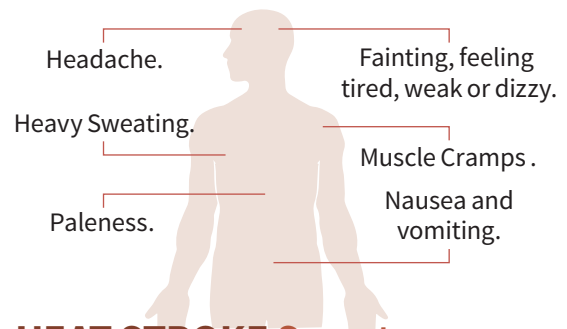 Headache.
Fainting, feeling
tired, weak or dizzy.
Heavy Sweating.
Muscle Cramps .
Paleness.
Nausea and
vomiting.
HEAT STROKE